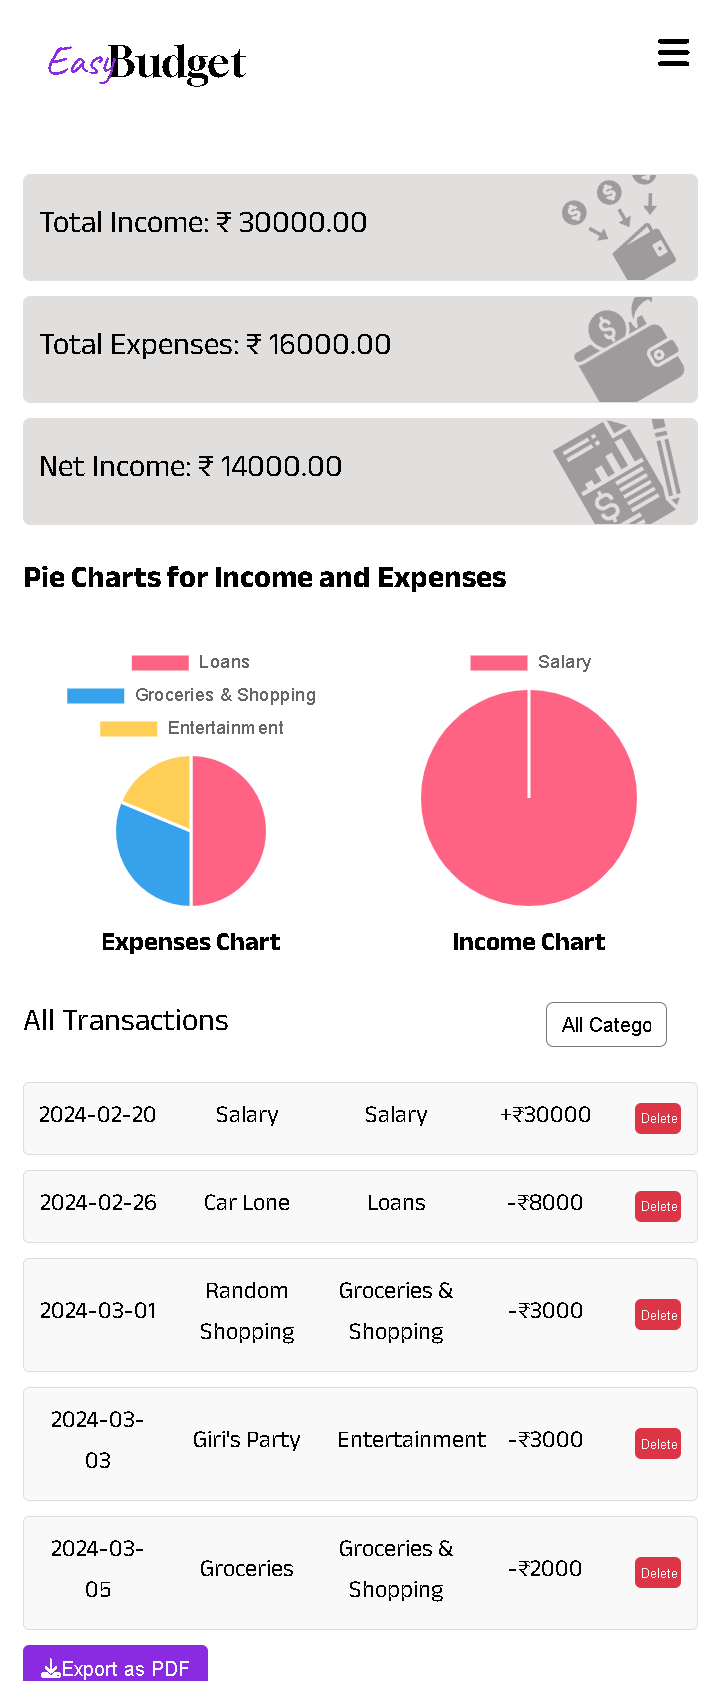 EasyBudget
Total Income: ₹ 30000.00
Total Expenses: ₹ 16000.00
Net Income: ₹ 14000.00
Pie Charts for Income and Expenses
Loans
Groceries & Shopping
Entertainment
Expenses Chart
Salary
Income Chart
All Transactions
All Catego
2024-02-20 Salary Salary +₹30000 Delete
2024-02-26 Car Lone Loans -₹8000 Delete
2024-03-01 Random Shopping Groceries & Shopping -₹3000 Delete
2024-03-03 Giri's Party Entertainment -₹3000 Delete
2024-03-05 Groceries Groceries & Shopping -₹2000 Delete
Export as PDF